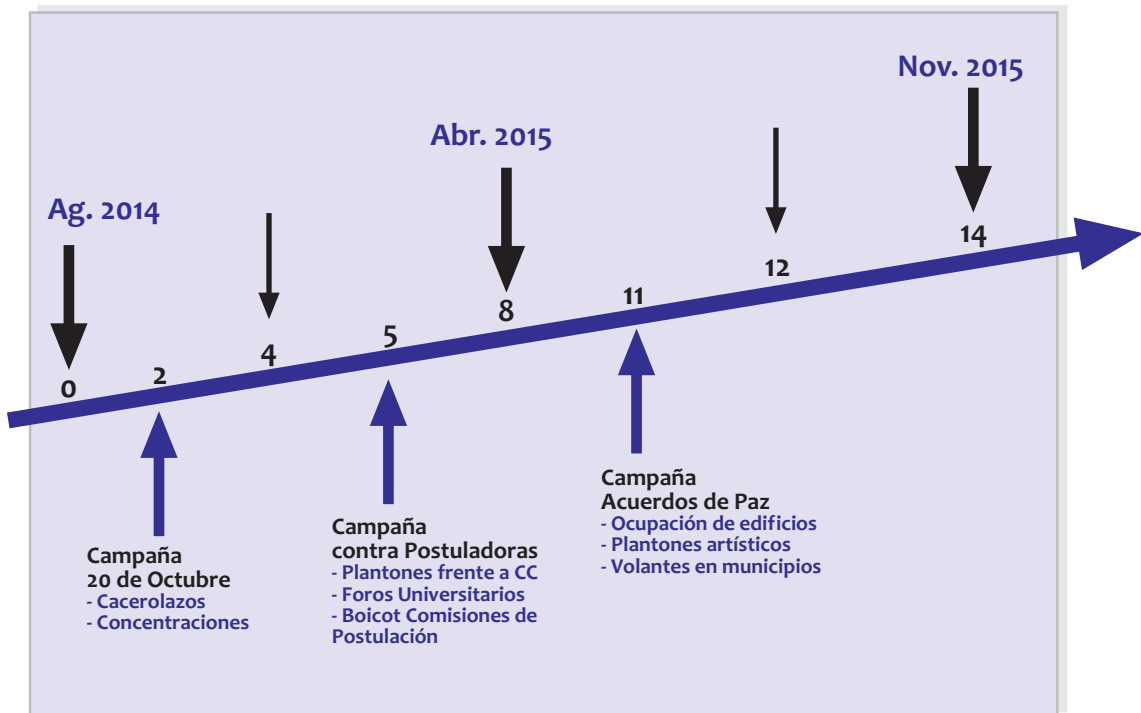 Nov. 2015
Abr. 2015
Ag. 2014
0
2
4
5
8
11
12
14
Campaña
20 de Octubre
- Cacerolazos
- Concentraciones
Campaña
contra Postuladoras
- Plantones frente a CC
- Foros Universitarios
- Boicot Comisiones de
Postulación
Campaña
Acuerdos de Paz
- Ocupación de edificios
- Plantones artísticos
- Volantes en municipios